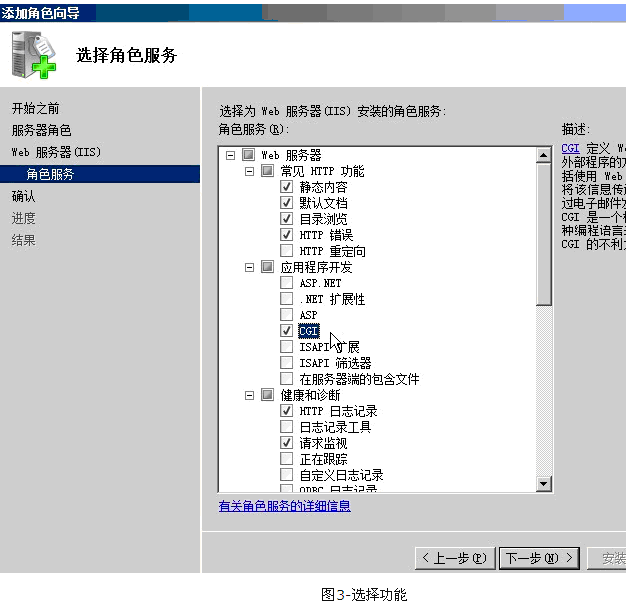 添加角色向导
选择角色服务
开始之前
服务器角色
Web 服务器(IIS)
角色服务
确认
进度
结果
选择为 Web 服务器(IIS) 安装的角色服务:
角色服务(R):
Web 服务器
常见 HTTP 功能
静态内容
默认文档
目录浏览
HTTP 错误
HTTP 重定向
应用程序开发
ASP.NET
.NET 扩展性
ASP
CGI
ISAPI 扩展
ISAPI 筛选器
在服务器端的包含文件
健康和诊断
HTTP 日志记录
日志记录工具
请求监视
正在跟踪
自定义日志记录
ODBC 日志记录
有关角色服务的详细信息
描述:
CGI 定义 We
外部程序的方
括使用 Web
将该信息传
过电子邮件发
CGI 是一个
种编程语言
CGI 的不利
< 上一步(P)
下一步(N) >
安装
图3-选择功能